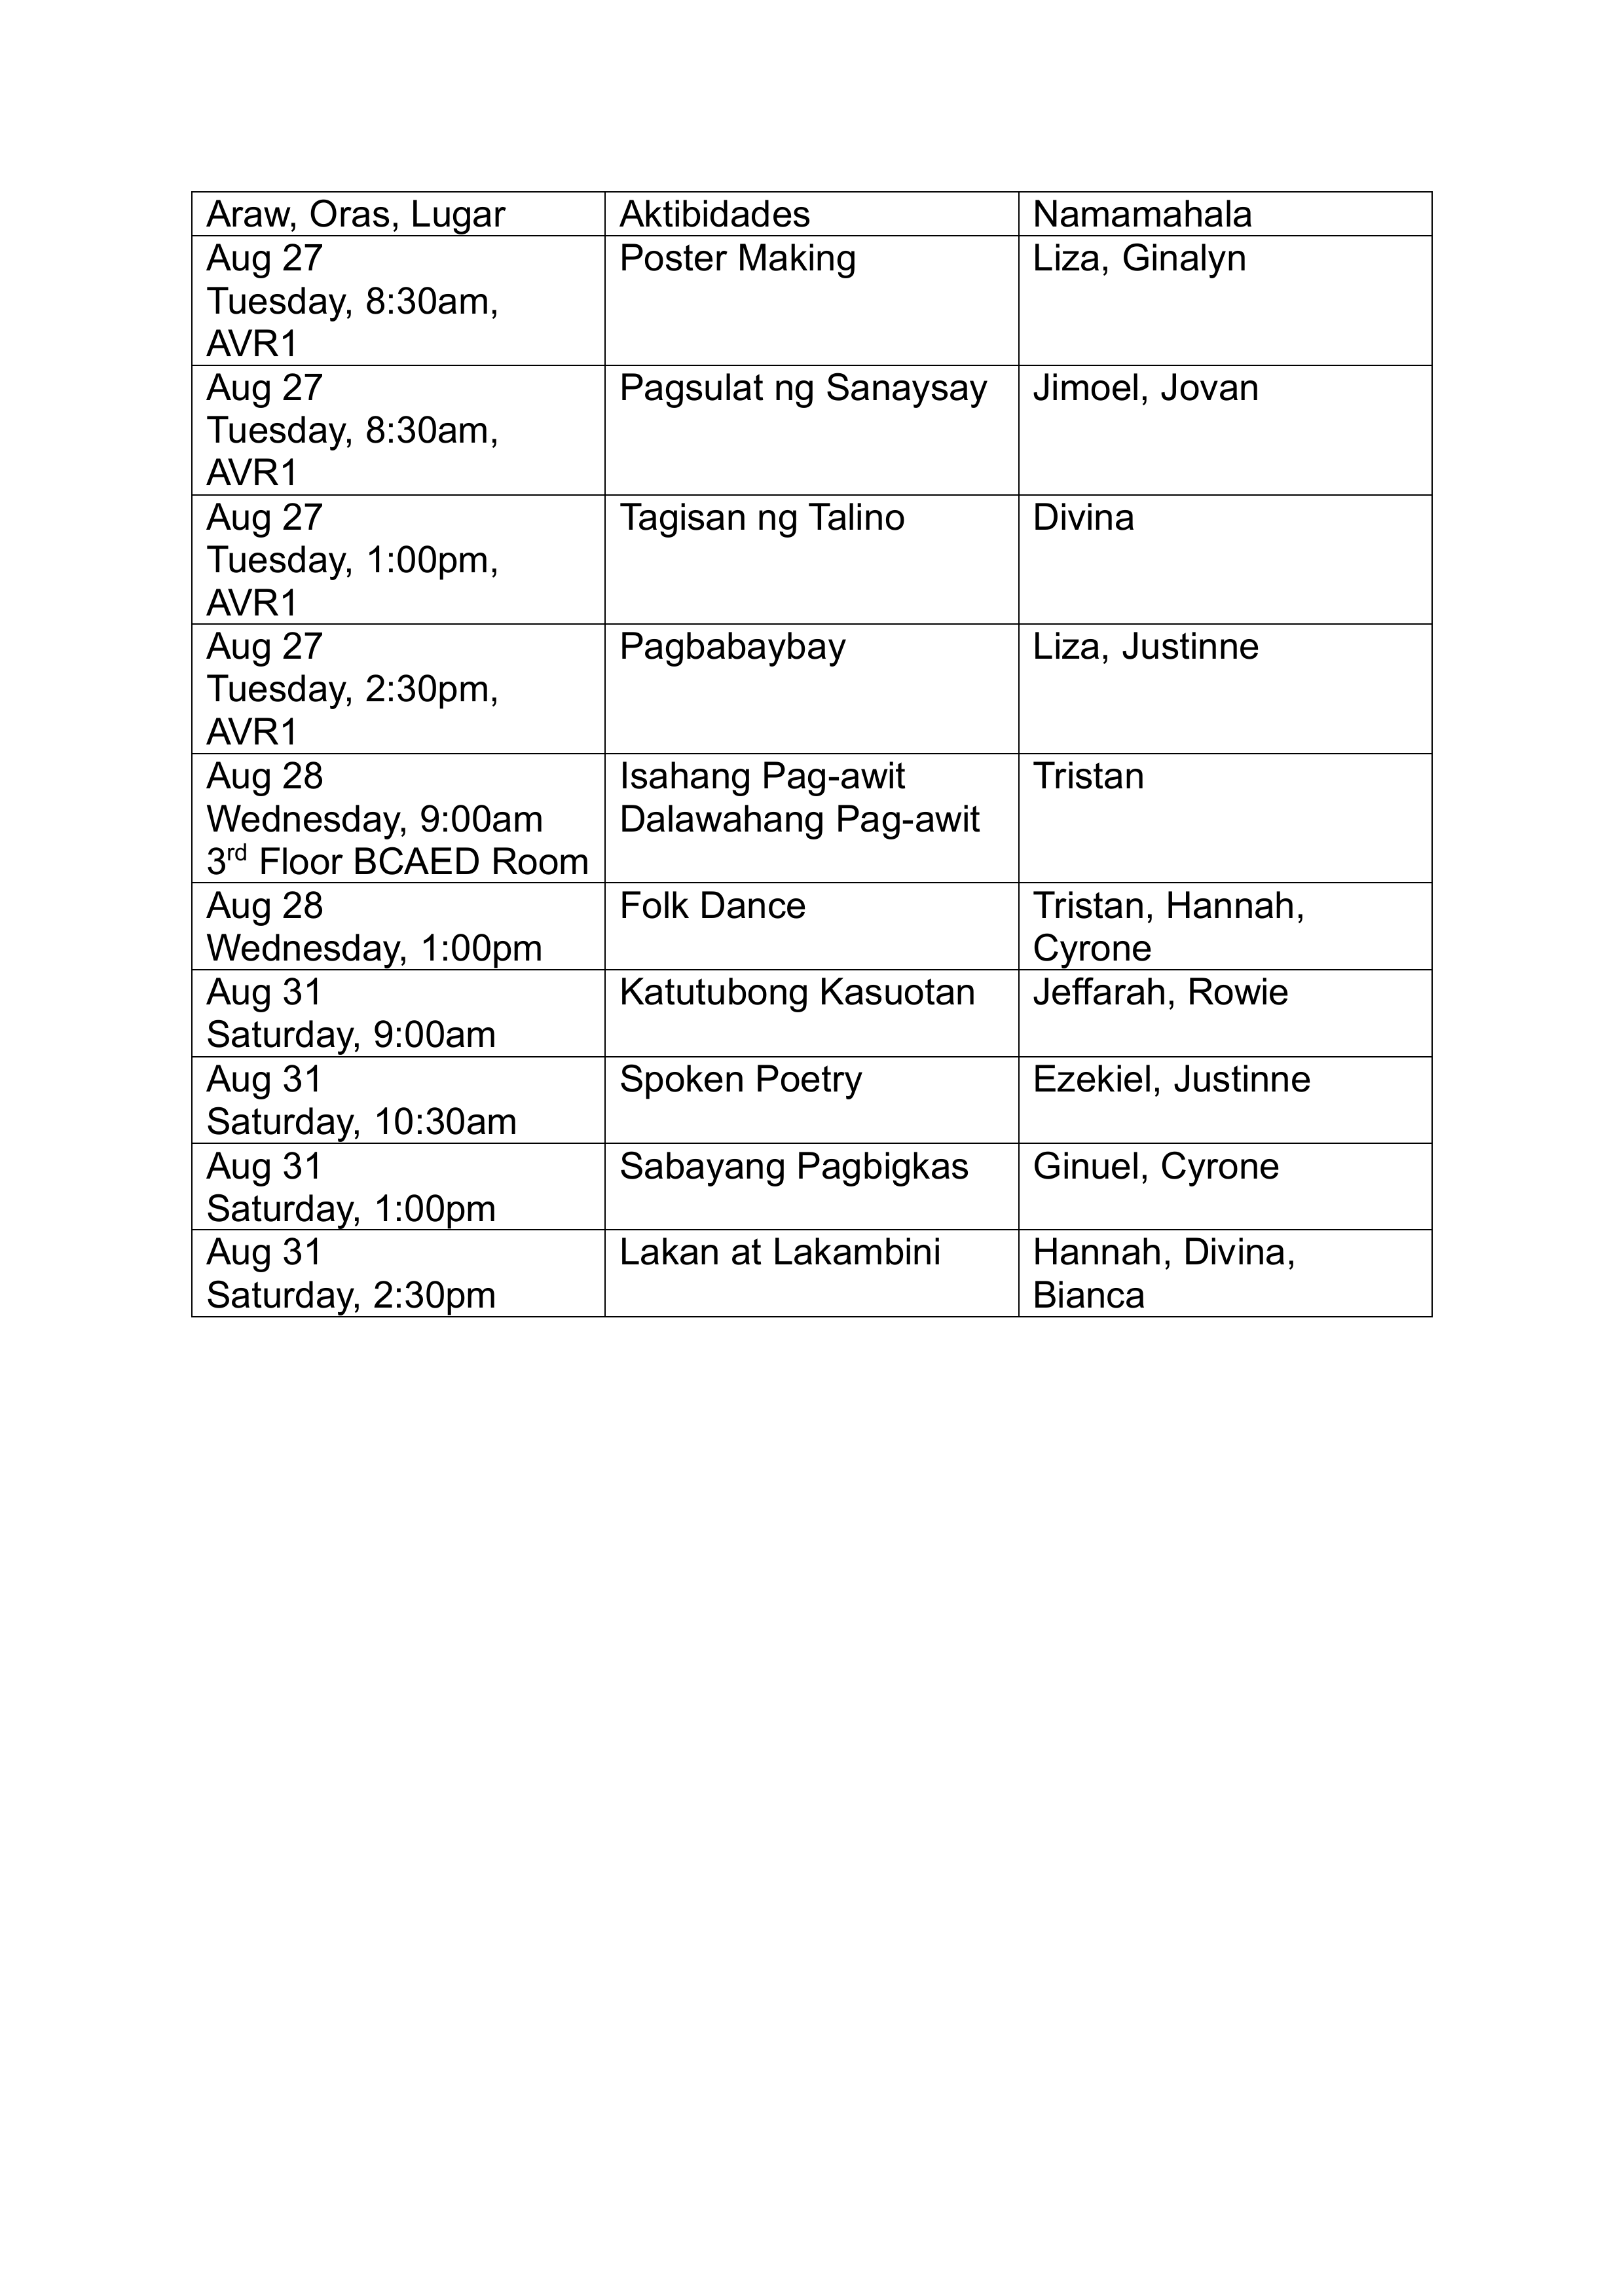 Araw, Oras, Lugar Aktibidades Namamahala
Aug 27 Poster Making Liza, Ginalyn
Tuesday, 8:30am,
AVR1
Aug 27 Pagsulat ng Sanaysay Jimoel, Jovan
Tuesday, 8:30am,
AVR1
Aug 27 Tagisan ng Talino Divina
Tuesday, 1:00pm,
AVR1
Aug 27 Pagbabaybay Liza, Justinne
Tuesday, 2:30pm,
AVR1
Aug 28 Isahang Pag-awit Tristan
Wednesday, 9:00am Dalawahang Pag-awit
3rd Floor BCAED Room
Aug 28 Folk Dance Tristan, Hannah,
Wednesday, 1:00pm Cyrone
Aug 31 Katutubong Kasuotan Jeffarah, Rowie
Saturday, 9:00am
Aug 31 Spoken Poetry Ezekiel, Justinne
Saturday, 10:30am
Aug 31 Sabayang Pagbigkas Ginuel, Cyrone
Saturday, 1:00pm
Aug 31 Lakan at Lakambini Hannah, Divina,
Saturday, 2:30pm Bianca